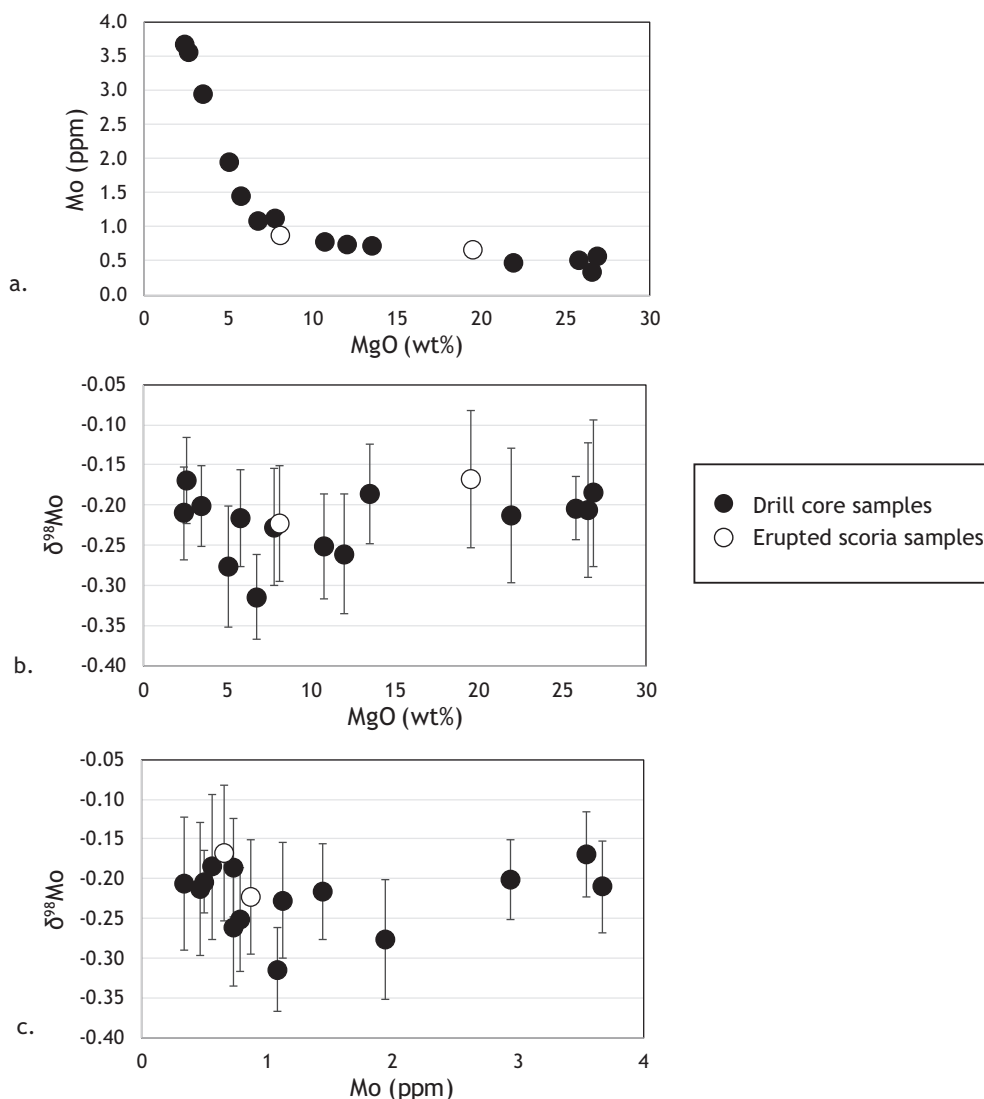 4.0
3.5
3.0
2.5
2.0
1.5
1.0
0.5
0.0
Mo (ppm)
a.
0 5 10 15 20 25 30
MgO (wt%)
-0.05
-0.10
-0.15
-0.20
-0.25
-0.30
-0.35
-0.40
δ⁹⁸Mo
b.
0 5 10 15 20 25 30
MgO (wt%)
Drill core samples
Erupted scoria samples
-0.05
-0.10
-0.15
-0.20
-0.25
-0.30
-0.35
-0.40
δ⁹⁸Mo
c.
0 1 2 3 4
Mo (ppm)